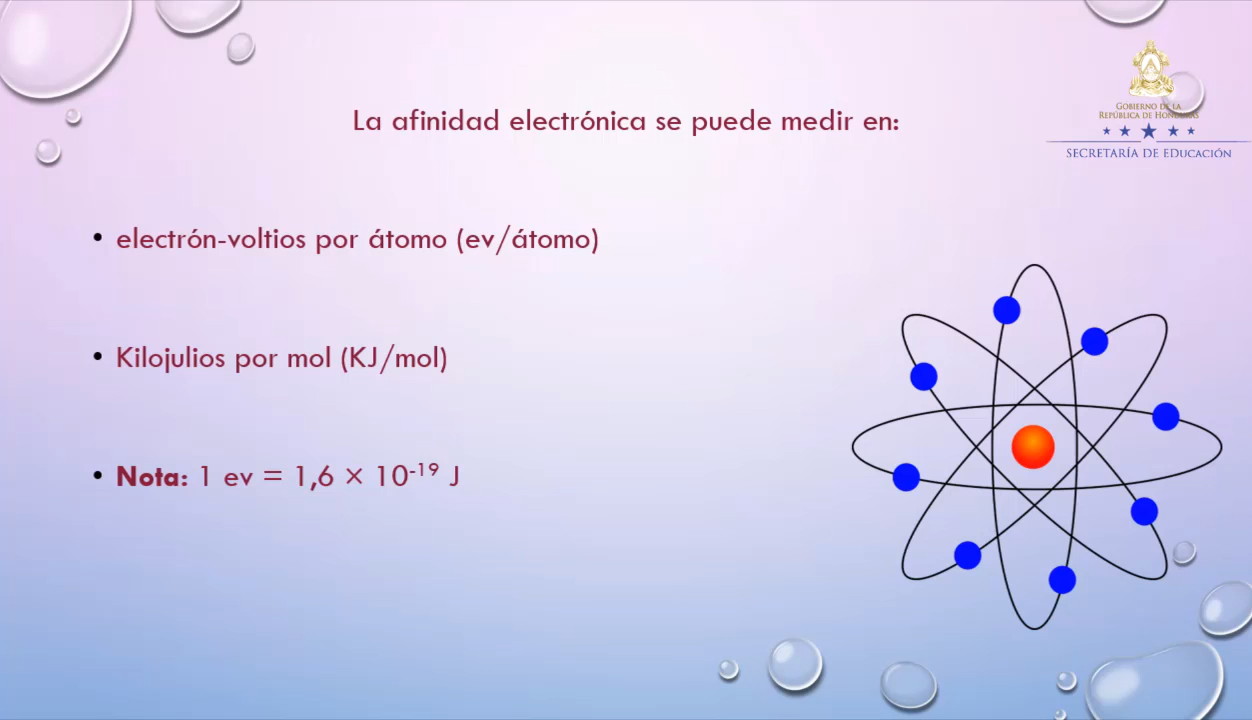 La afinidad electrónica se puede medir en:
GOBIERNO DE LA
REPÚBLICA DE HONDURAS
SECRETARÍA DE EDUCACIÓN
• electrón-voltios por átomo (ev/átomo)
• Kilojulios por mol (KJ/mol)
• Nota: 1 ev = 1,6 × 10⁻¹⁹ J